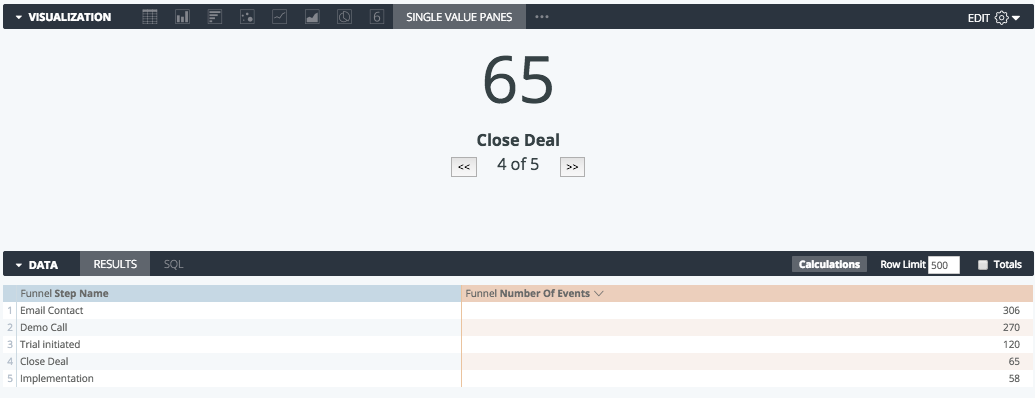 VISUALIZATION 6 SINGLE VALUE PANES ••• EDIT
65
Close Deal
<< 4 of 5 >>
DATA RESULTS SQL Calculations Row Limit 500 Totals
Funnel Step Name Funnel Number Of Events
1 Email Contact 306
2 Demo Call 270
3 Trial initiated 120
4 Close Deal 65
5 Implementation 58